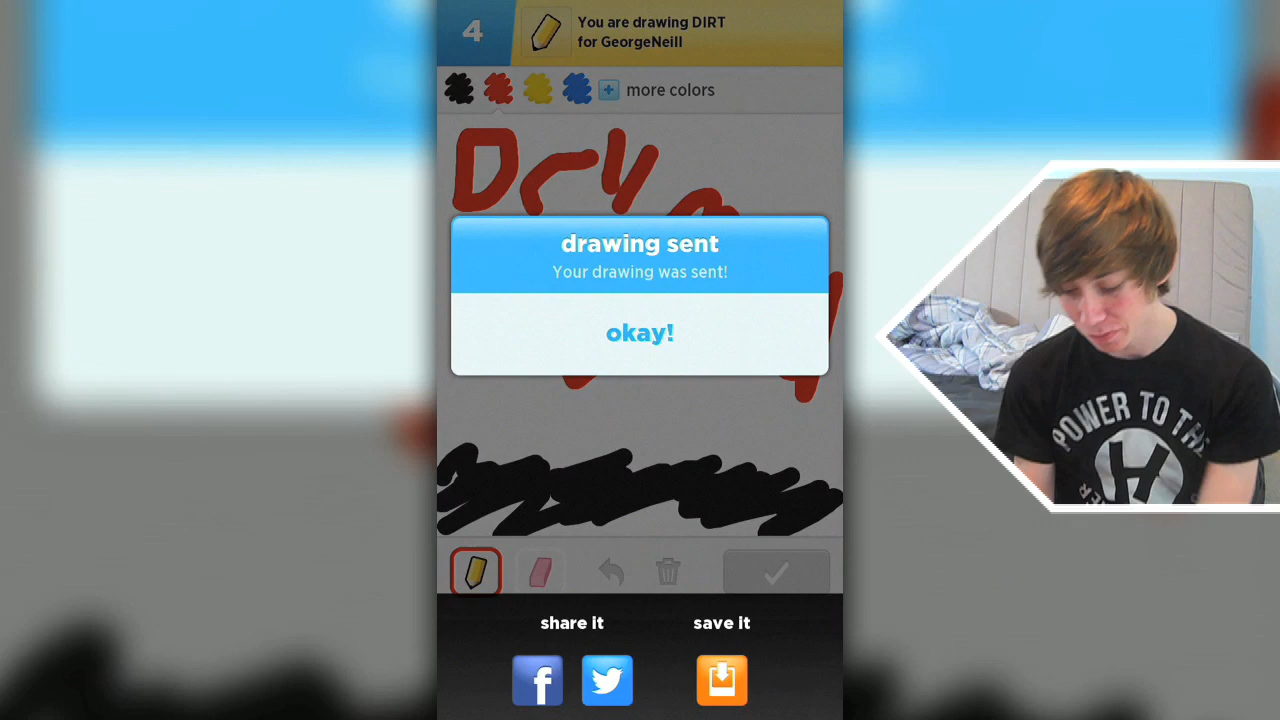 4
You are drawing DIRT
for GeorgeNeill
more colors
drawing sent
Your drawing was sent!
okay!
share it
save it
f
POWER TO THE
H